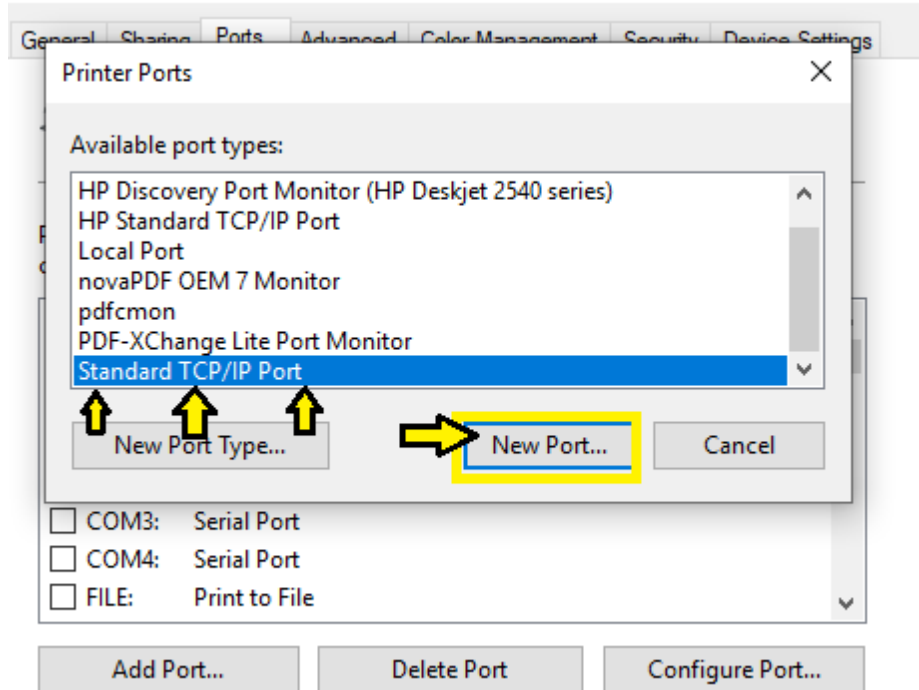 General Sharing Ports Advanced Color Management Security Device Settings
Printer Ports
Available port types:
HP Discovery Port Monitor (HP Deskjet 2540 series)
HP Standard TCP/IP Port
Local Port
novaPDF OEM 7 Monitor
pdfcmon
PDF-XChange Lite Port Monitor
Standard TCP/IP Port
New Port Type... New Port... Cancel
COM3: Serial Port
COM4: Serial Port
FILE: Print to File
Add Port... Delete Port Configure Port...